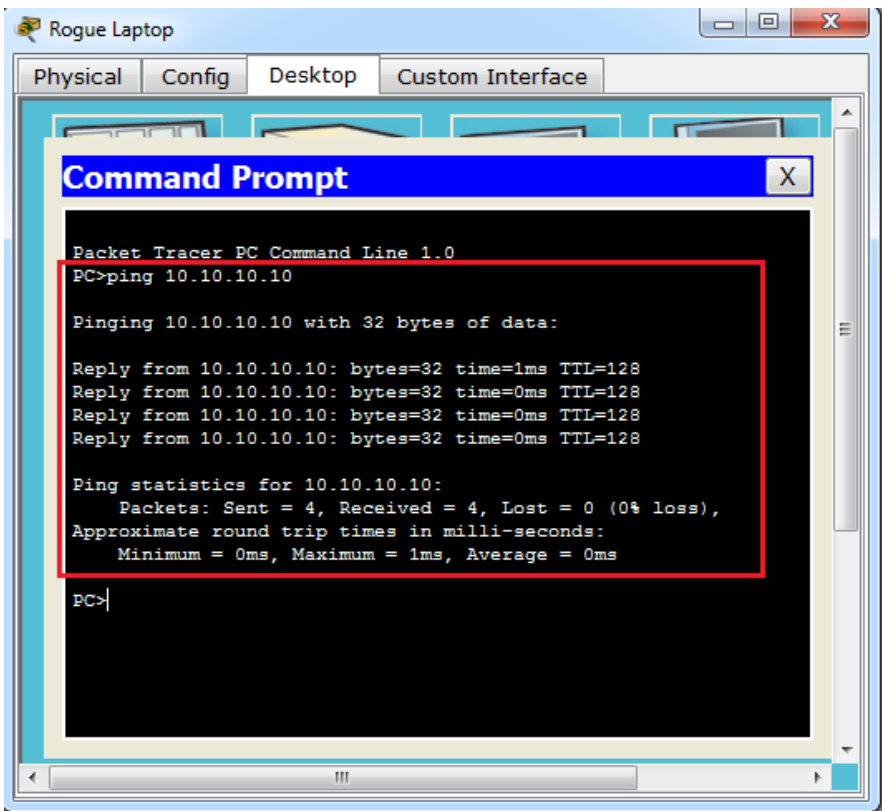 Rogue Laptop
X
Physical Config Desktop Custom Interface
Command Prompt
X
Packet Tracer PC Command Line 1.0
PC>ping 10.10.10.10
Pinging 10.10.10.10 with 32 bytes of data:
Reply from 10.10.10.10: bytes=32 time=1ms TTL=128
Reply from 10.10.10.10: bytes=32 time=0ms TTL=128
Reply from 10.10.10.10: bytes=32 time=0ms TTL=128
Reply from 10.10.10.10: bytes=32 time=0ms TTL=128
Ping statistics for 10.10.10.10:
Packets: Sent = 4, Received = 4, Lost = 0 (0% loss),
Approximate round trip times in milli-seconds:
Minimum = 0ms, Maximum = 1ms, Average = 0ms
PC>